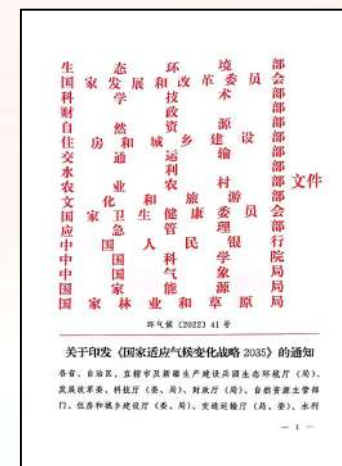 生态环境部
国家发展和改革委员会
科学技术部
财政部
自然资源部
住房和城乡建设部
交通运输部
水利部
农业农村部 文件
文化和旅游部
国家卫生健康委员会
应急管理部
中国人民银行
中国科学院
中国气象局
国家能源局
国家林业和草原局
环气候〔2022〕41号
关于印发《国家适应气候变化战略 2035》的通知
各省、自治区、直辖市及新疆生产建设兵团生态环境厅（局）、
发展改革委、科技厅（委、局）、财政厅（局）、自然资源主管部
门、住房和城乡建设厅（委、局）、交通运输厅（局、委）、水利
— 1 —